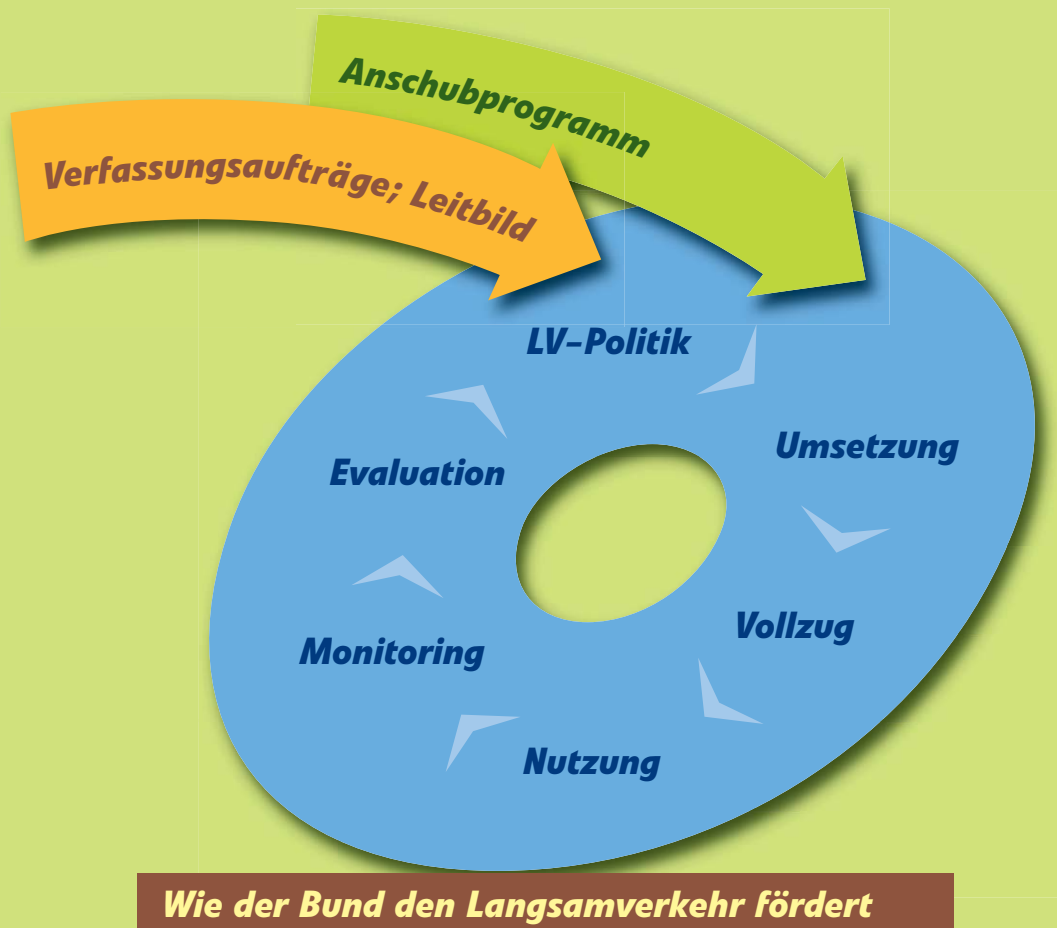 Anschubprogramm
Verfassungsaufträge; Leitbild
LV–Politik
Umsetzung
Evaluation
Vollzug
Monitoring
Nutzung
Wie der Bund den Langsamverkehr fördert